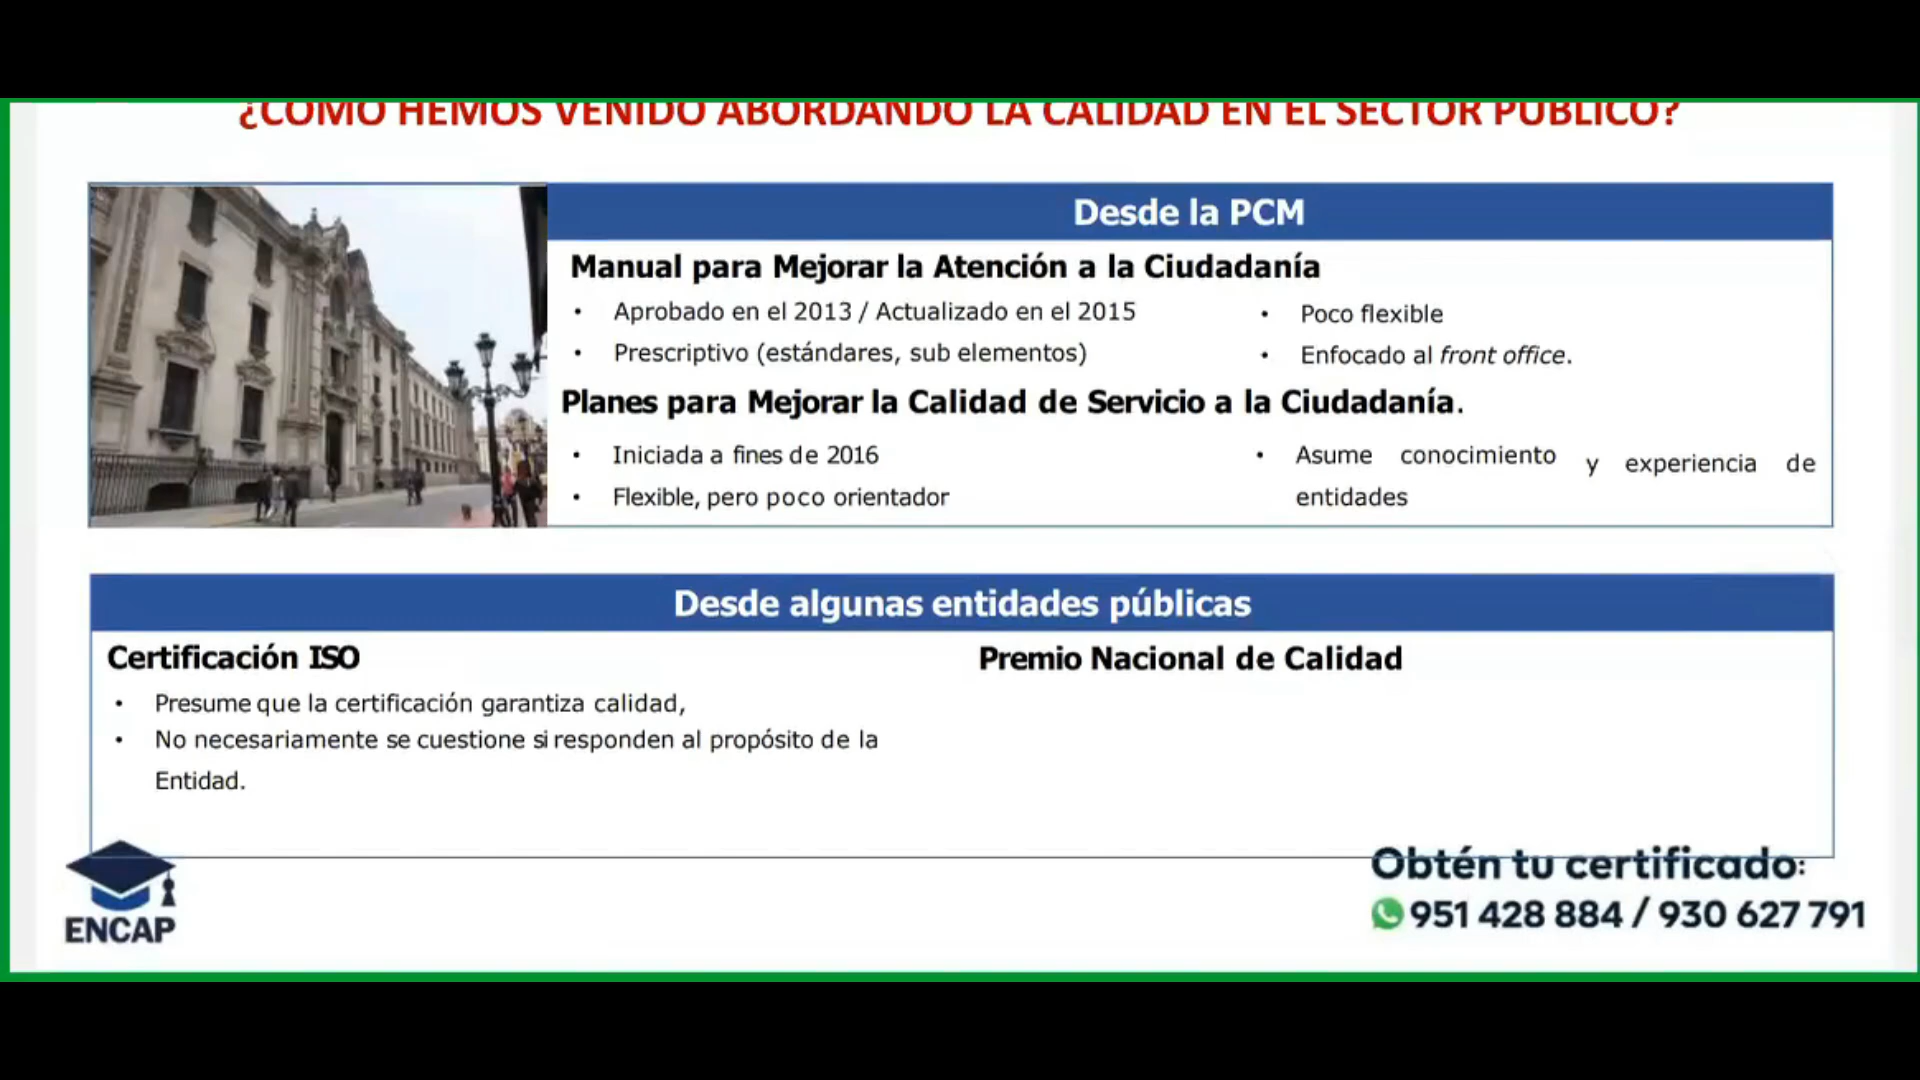 ¿COMO HEMOS VENIDO ABORDANDO LA CALIDAD EN EL SECTOR PUBLICO?
Desde la PCM
Manual para Mejorar la Atención a la Ciudadanía
• Aprobado en el 2013 / Actualizado en el 2015
• Prescriptivo (estándares, sub elementos)
• Poco flexible
• Enfocado al front office.
Planes para Mejorar la Calidad de Servicio a la Ciudadanía.
• Iniciada a fines de 2016
• Flexible, pero poco orientador
• Asume conocimiento y experiencia de
entidades
Desde algunas entidades públicas
Certificación ISO
• Presume que la certificación garantiza calidad,
• No necesariamente se cuestione si responden al propósito de la
Entidad.
Premio Nacional de Calidad
ENCAP
Obtén tu certificado:
951 428 884 / 930 627 791